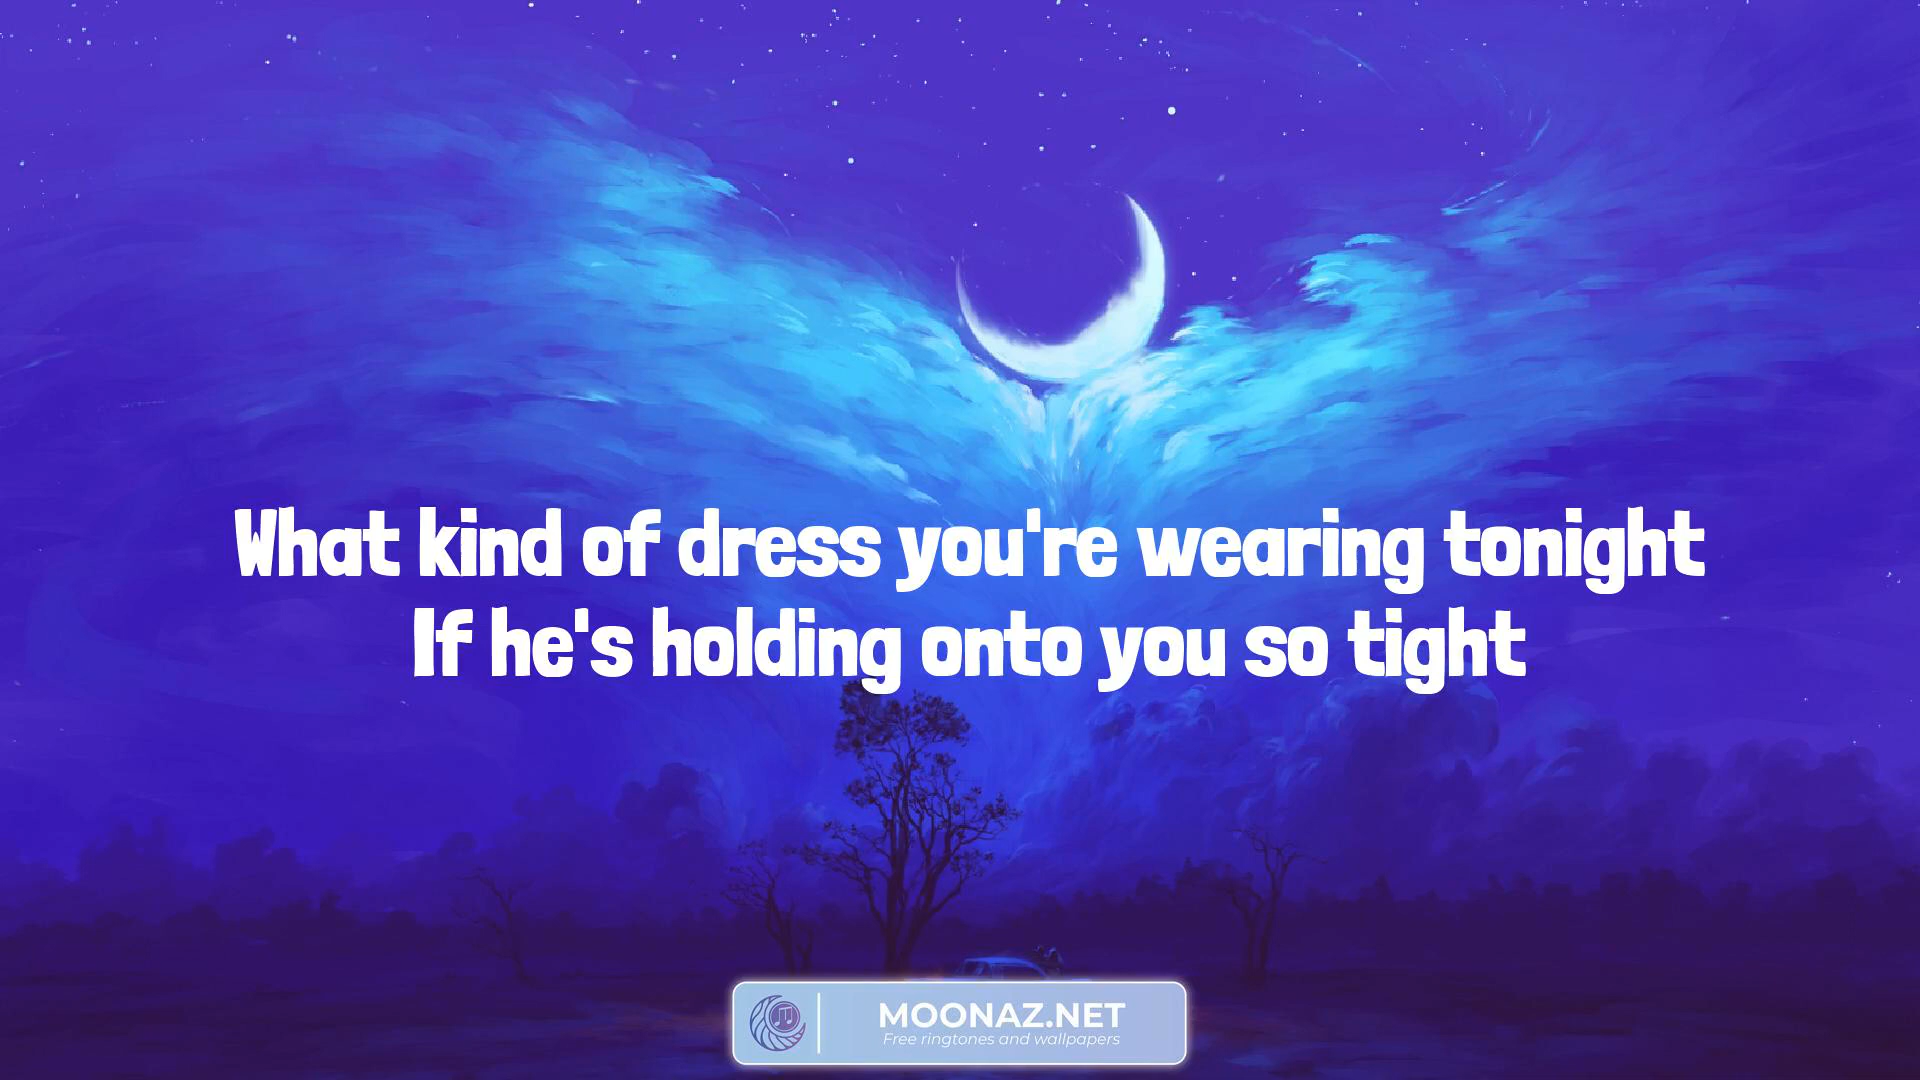 What kind of dress you're wearing tonight
If he's holding onto you so tight
MOONAZ.NET
Free ringtones and wallpapers